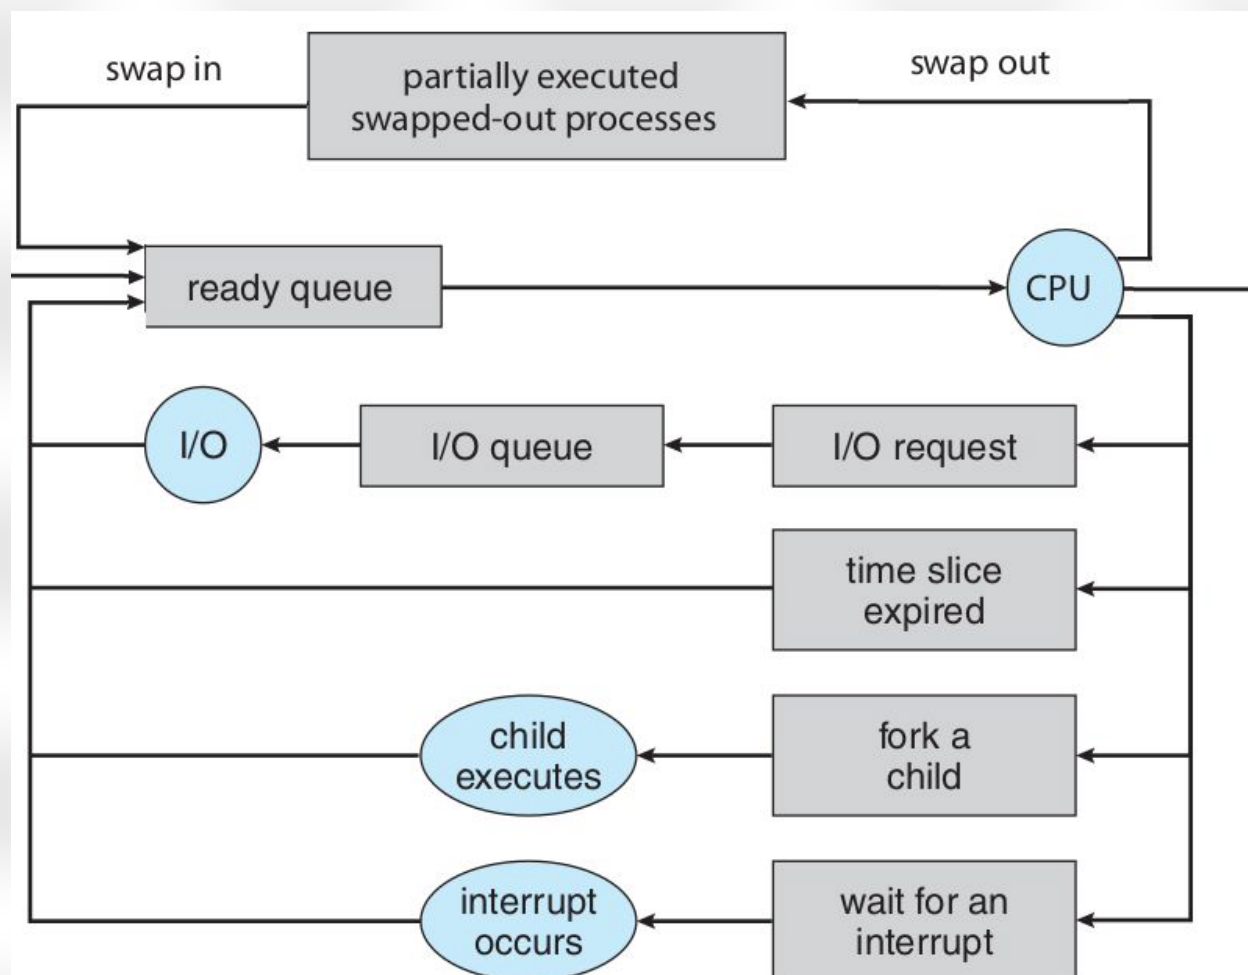 swap in
partially executed
swapped-out processes
swap out
ready queue
CPU
I/O
I/O queue
I/O request
time slice
expired
child
executes
fork a
child
interrupt
occurs
wait for an
interrupt